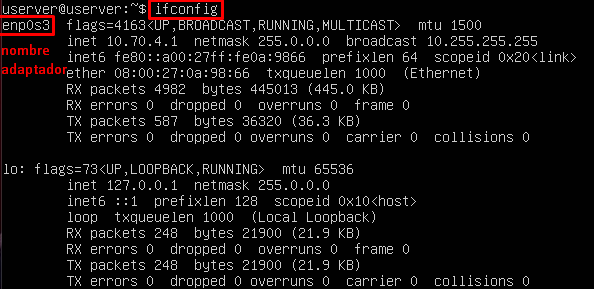 userver@userver:~$ ifconfig
enp0s3 flags=4163<UP,BROADCAST,RUNNING,MULTICAST> mtu 1500
nombre adaptador
inet 10.70.4.1 netmask 255.0.0.0 broadcast 10.255.255.255
inet6 fe80::a00:27ff:fe0a:9866 prefixlen 64 scopeid 0x20<link>
ether 08:00:27:0a:98:66 txqueuelen 1000 (Ethernet)
RX packets 4982 bytes 445013 (445.0 KB)
RX errors 0 dropped 0 overruns 0 frame 0
TX packets 587 bytes 36320 (36.3 KB)
TX errors 0 dropped 0 overruns 0 carrier 0 collisions 0
lo: flags=73<UP,LOOPBACK,RUNNING> mtu 65536
inet 127.0.0.1 netmask 255.0.0.0
inet6 ::1 prefixlen 128 scopeid 0x10<host>
loop txqueuelen 1000 (Local Loopback)
RX packets 248 bytes 21900 (21.9 KB)
RX errors 0 dropped 0 overruns 0 frame 0
TX packets 248 bytes 21900 (21.9 KB)
TX errors 0 dropped 0 overruns 0 carrier 0 collisions 0